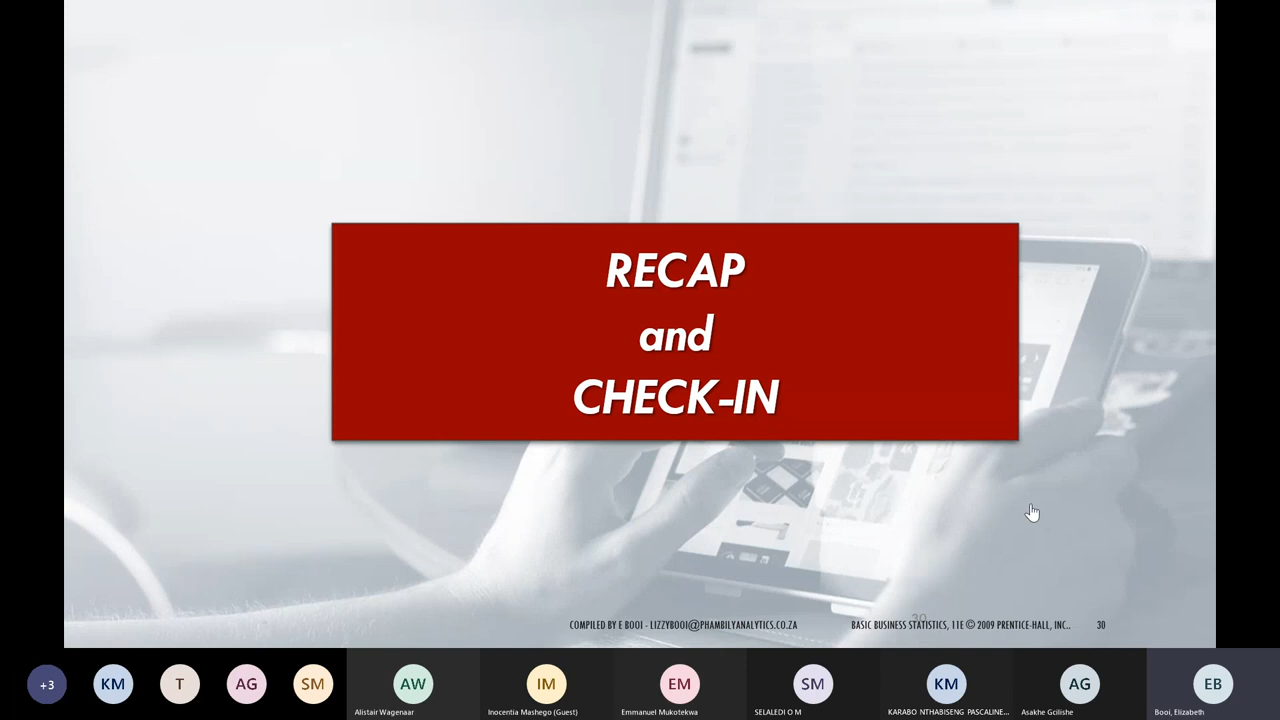 RECAP
and
CHECK-IN
30
COMPILED BY E BOOI - LIZZYBOOI@PHAMBILYANALYTICS.CO.ZA
BASIC BUSINESS STATISTICS, 11E © 2009 PRENTICE-HALL, INC..
30
+3
KM
T
AG
SM
AW
IM
EM
SM
KM
AG
EB
Alistair Wagenaar
Inocentia Mashego (Guest)
Emmanuel Mukotekwa
SELALEDI O M
KARABO NTHABISENG PASCALINE...
Asakhe Gcilishe
Booi, Elizabeth